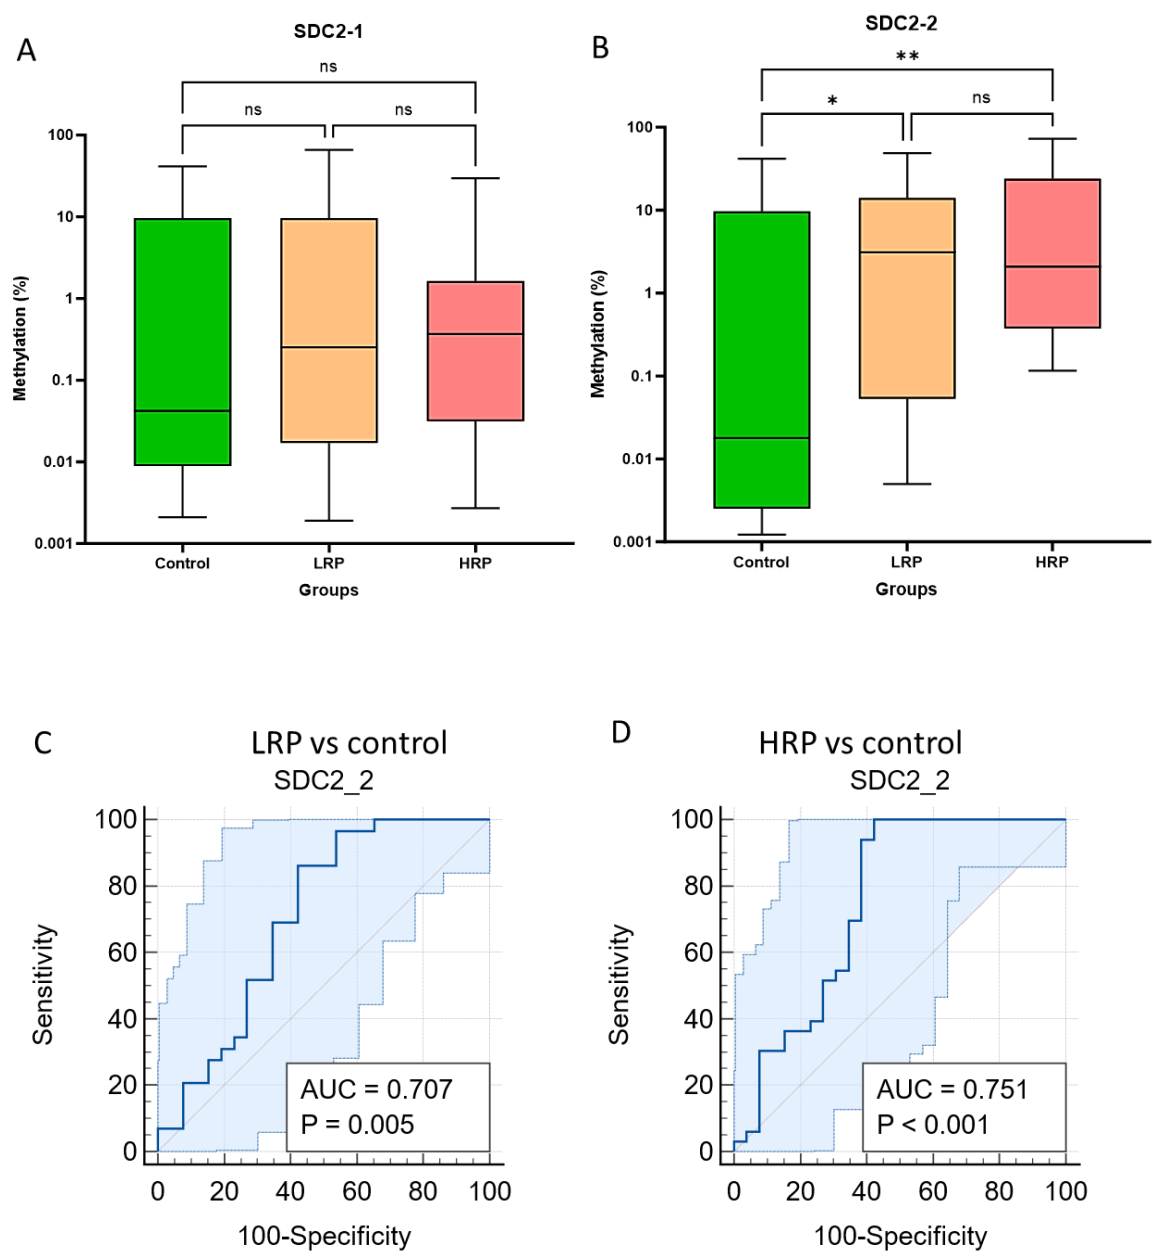 A
SDC2-1
ns
ns
ns
100
10
1
0.1
0.01
0.001
Methylation (%)
Control
LRP
HRP
Groups
B
SDC2-2
**
*
ns
100
10
1
0.1
0.01
0.001
Methylation (%)
Control
LRP
HRP
Groups
C
LRP vs control
SDC2_2
100
80
60
40
20
0
Sensitivity
AUC = 0.707
P = 0.005
0 20 40 60 80 100
100-Specificity
D
HRP vs control
SDC2_2
100
80
60
40
20
0
Sensitivity
AUC = 0.751
P < 0.001
0 20 40 60 80 100
100-Specificity